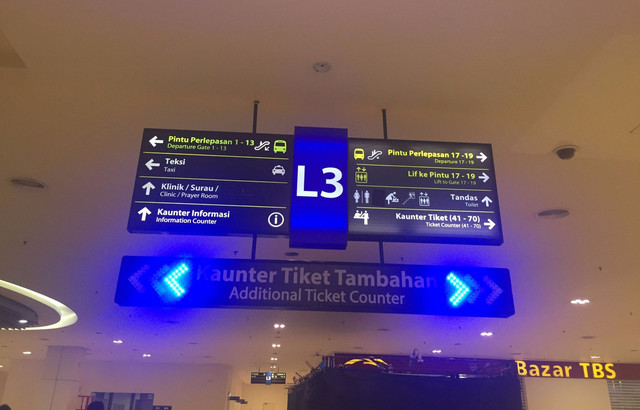 Pintu Perlepasan 1 - 13
Departure Gate 1 - 13
Teksi
Taxi
Klinik / Surau /
Clinic / Prayer Room
Kaunter Informasi
Information Counter
L3
Pintu Perlepasan 17 -19
Departure 17 -19
Lif ke Pintu 17 - 19
Lift to Gate 17 - 19
Tandas
Toilet
Kaunter Tiket (41 - 70)
Ticket Counter (41 - 70)
Kaunter Tiket Tambahan
Additional Ticket Counter
Bazar TBS